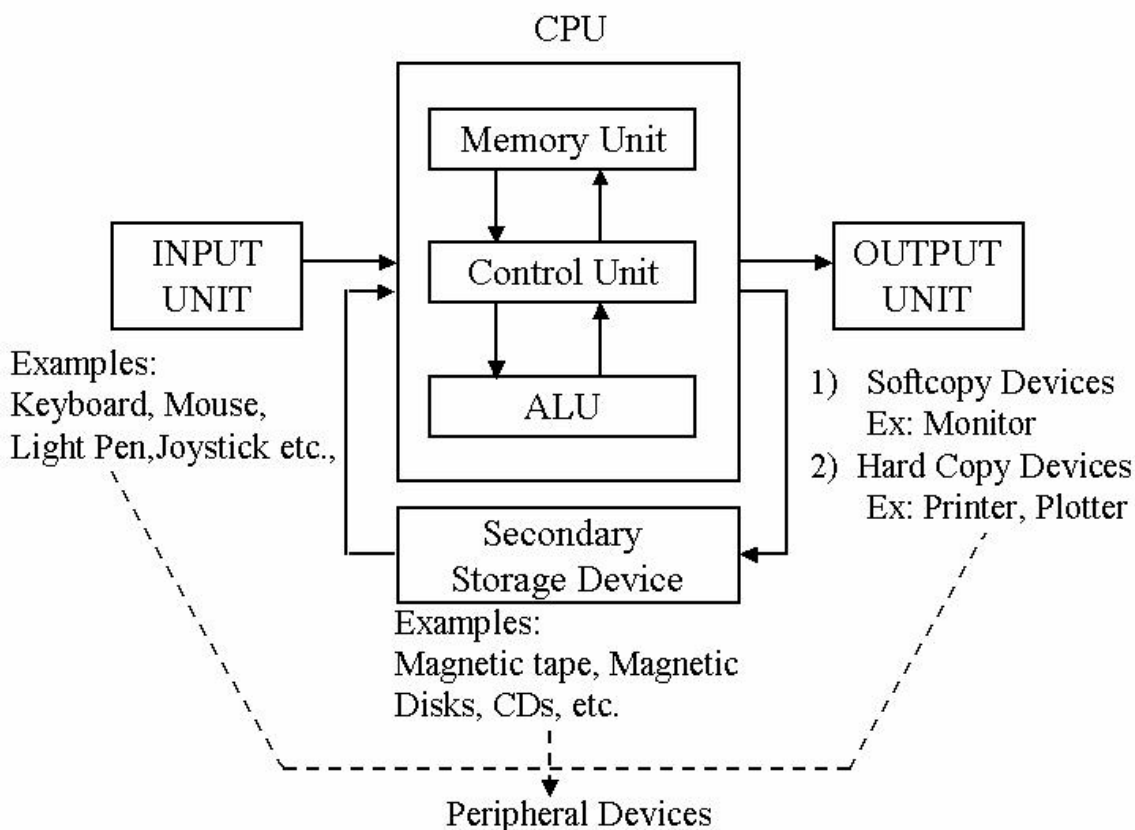 CPU
Memory Unit
Control Unit
ALU
INPUT
UNIT
Examples:
Keyboard, Mouse,
Light Pen,Joystick etc.,
OUTPUT
UNIT
1) Softcopy Devices
Ex: Monitor
2) Hard Copy Devices
Ex: Printer, Plotter
Secondary
Storage Device
Examples:
Magnetic tape, Magnetic
Disks, CDs, etc.
Peripheral Devices